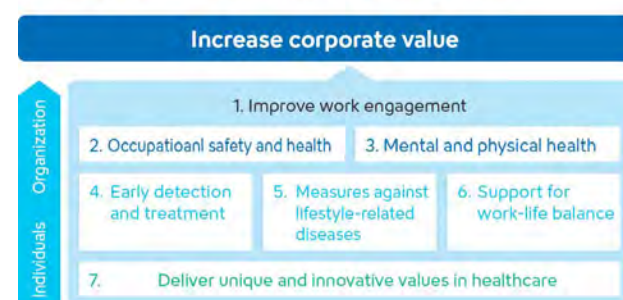 Increase corporate value
Organization
Individuals
1. Improve work engagement
2. Occupatioanl safety and health
3. Mental and physical health
4. Early detection
and treatment
5. Measures against
lifestyle-related
diseases
6. Support for
work-life balance
7. Deliver unique and innovative values in healthcare